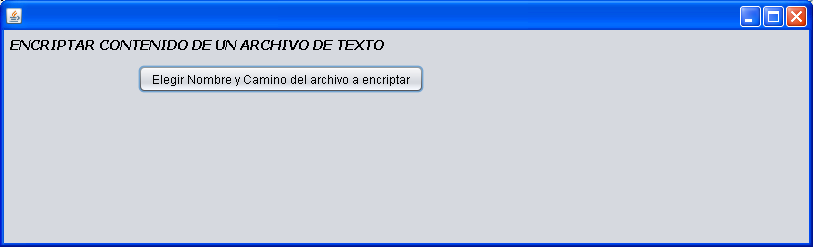 ENCRIPTAR CONTENIDO DE UN ARCHIVO DE TEXTO
Elegir Nombre y Camino del archivo a encriptar